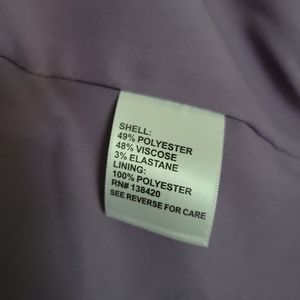 SHELL:
49% POLYESTER
48% VISCOSE
3% ELASTANE
LINING:
100% POLYESTER
RN# 138420
SEE REVERSE FOR CARE